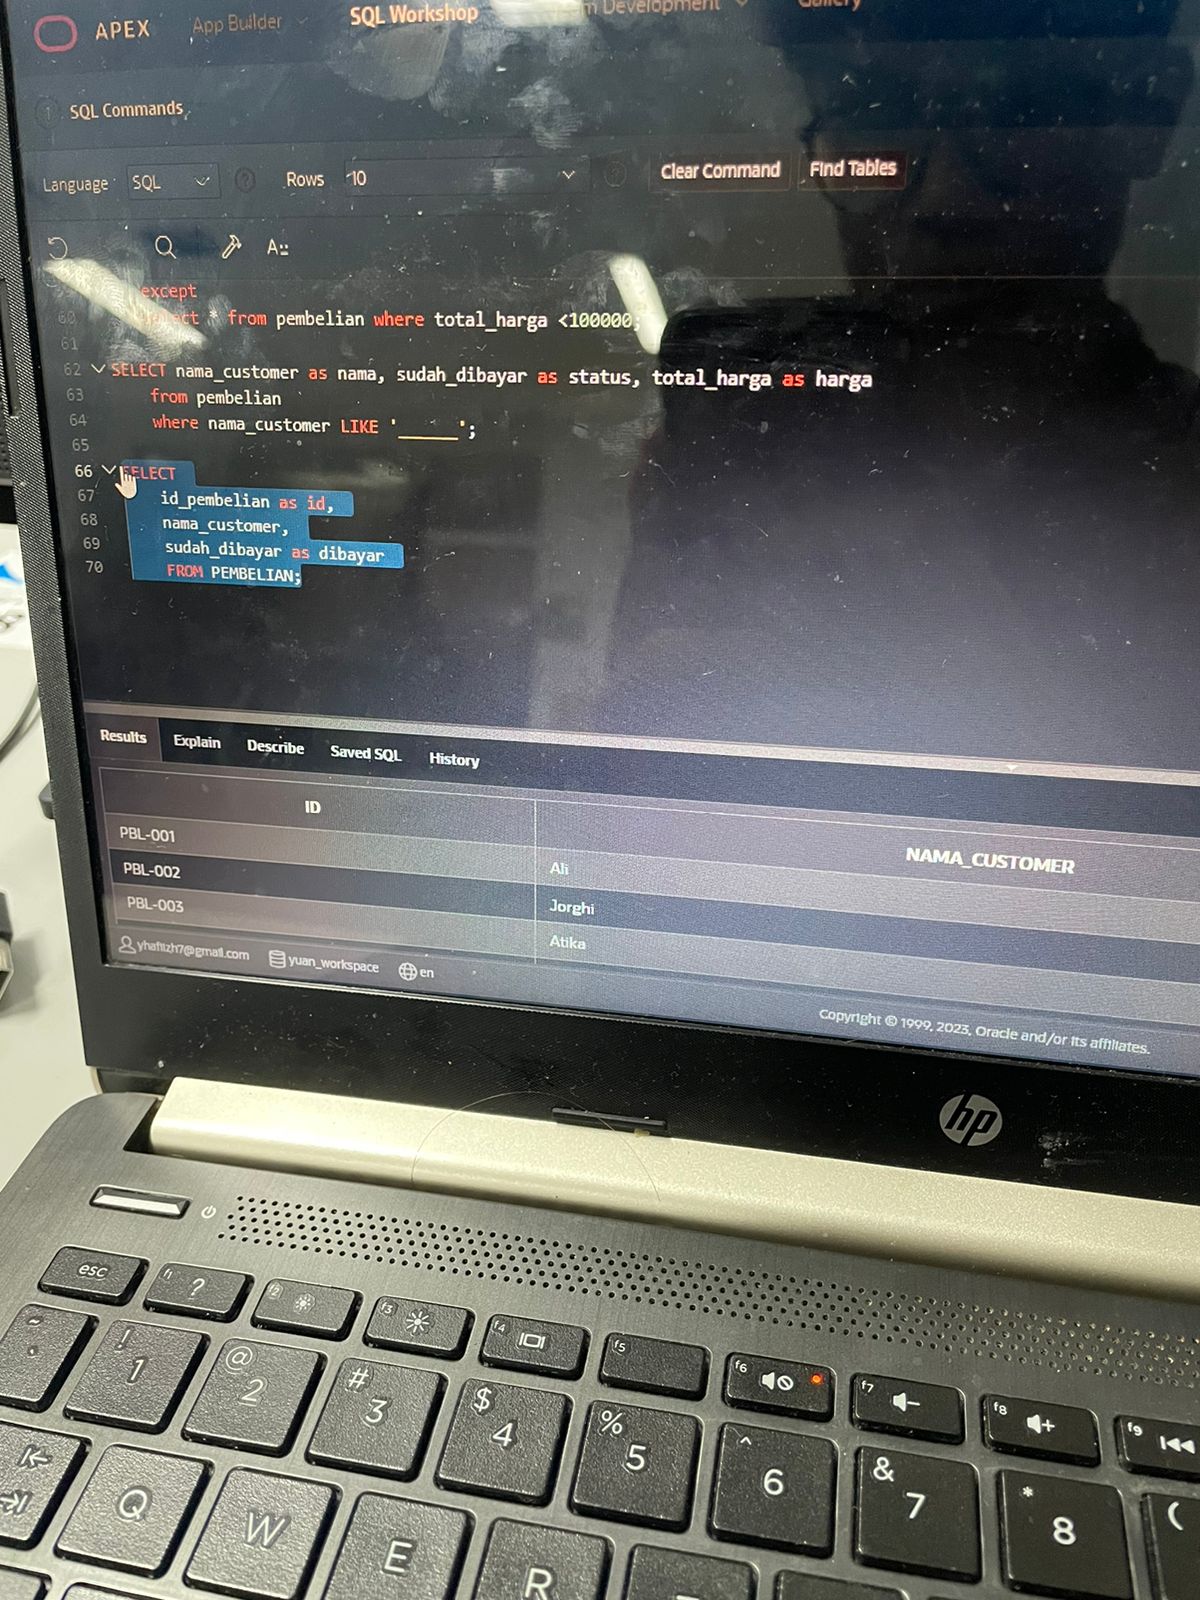 APEX App Builder SQL Workshop Development Gallery
SQL Commands
Language SQL Rows 10 Clear Command Find Tables
A::
except
60 select * from pembelian where total_harga <100000;
61
62 SELECT nama_customer as nama, sudah_dibayar as status, total_harga as harga
63 from pembelian
64 where nama_customer LIKE '_____';
65
66 SELECT
67 id_pembelian as id,
68 nama_customer,
69 sudah_dibayar as dibayar
70 FROM PEMBELIAN;
Results Explain Describe Saved SQL History
ID NAMA_CUSTOMER
PBL-001 Ali
PBL-002 Jorghi
PBL-003 Atika
yhafizh7@gmail.com yuan_workspace en
Copyright © 1999, 2023, Oracle and/or its affiliates.
hp
esc f1 ? f2 f3 f4 f5 f6 f7 f8 f9
~ ! 1 @ 2 # 3 $ 4 % 5 ^ 6 & 7 * 8 (
Q W E R